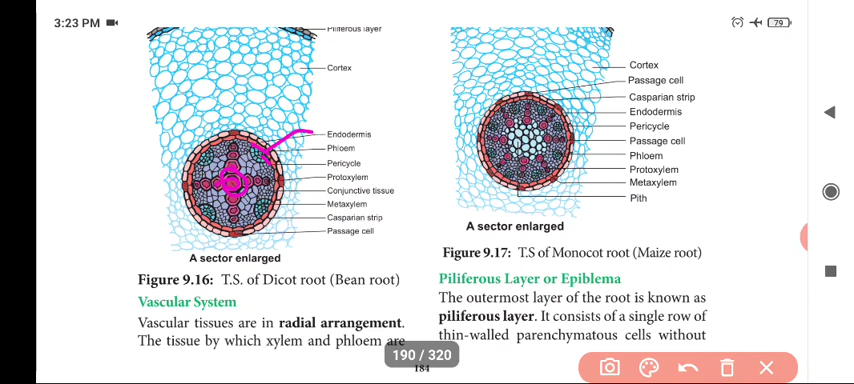 3:23 PM
79
Piliferous layer
Cortex
Endodermis
Phloem
Pericycle
Protoxylem
Conjunctive tissue
Metaxylem
Casparian strip
Passage cell
A sector enlarged
Figure 9.16: T.S. of Dicot root (Bean root)
Vascular System
Vascular tissues are in radial arrangement.
The tissue by which xylem and phloem are
Cortex
Passage cell
Casparian strip
Endodermis
Pericycle
Passage cell
Phloem
Protoxylem
Metaxylem
Pith
A sector enlarged
Figure 9.17: T.S of Monocot root (Maize root)
Piliferous Layer or Epiblema
The outermost layer of the root is known as
piliferous layer. It consists of a single row of
thin-walled parenchymatous cells without
190 / 320
184